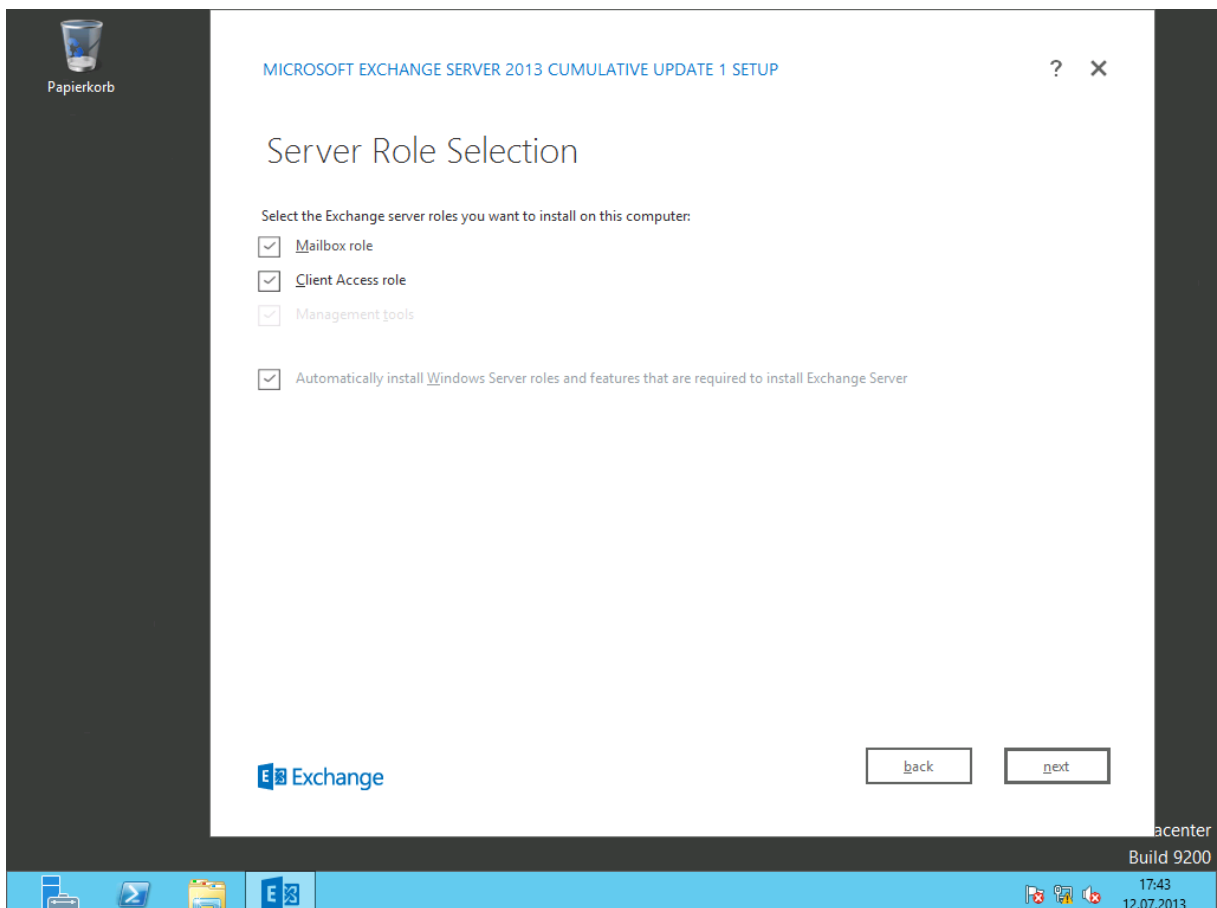 Papierkorb
MICROSOFT EXCHANGE SERVER 2013 CUMULATIVE UPDATE 1 SETUP
?
Server Role Selection
Select the Exchange server roles you want to install on this computer:
Mailbox role
Client Access role
Management tools
Automatically install Windows Server roles and features that are required to install Exchange Server
E Exchange
back
next
acenter
Build 9200
E
17:43
12.07.2013